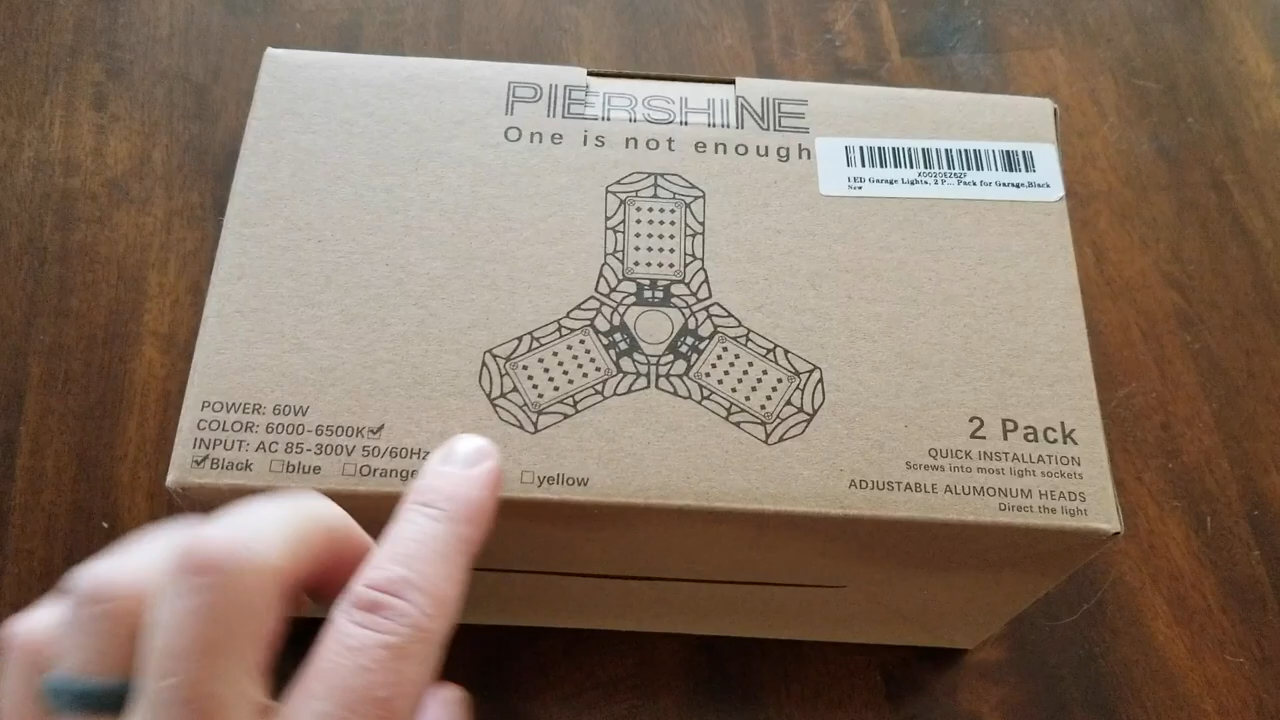 PIERSHINE
One is not enough
X0020EZ6ZF
LED Garage Lights, 2 P... Pack for Garage,Black
New
POWER: 60W
COLOR: 6000-6500K☑
INPUT: AC 85-300V 50/60Hz
☑Black ☐blue ☐Orange ☐yellow
2 Pack
QUICK INSTALLATION
Screws into most light sockets
ADJUSTABLE ALUMONUM HEADS
Direct the light